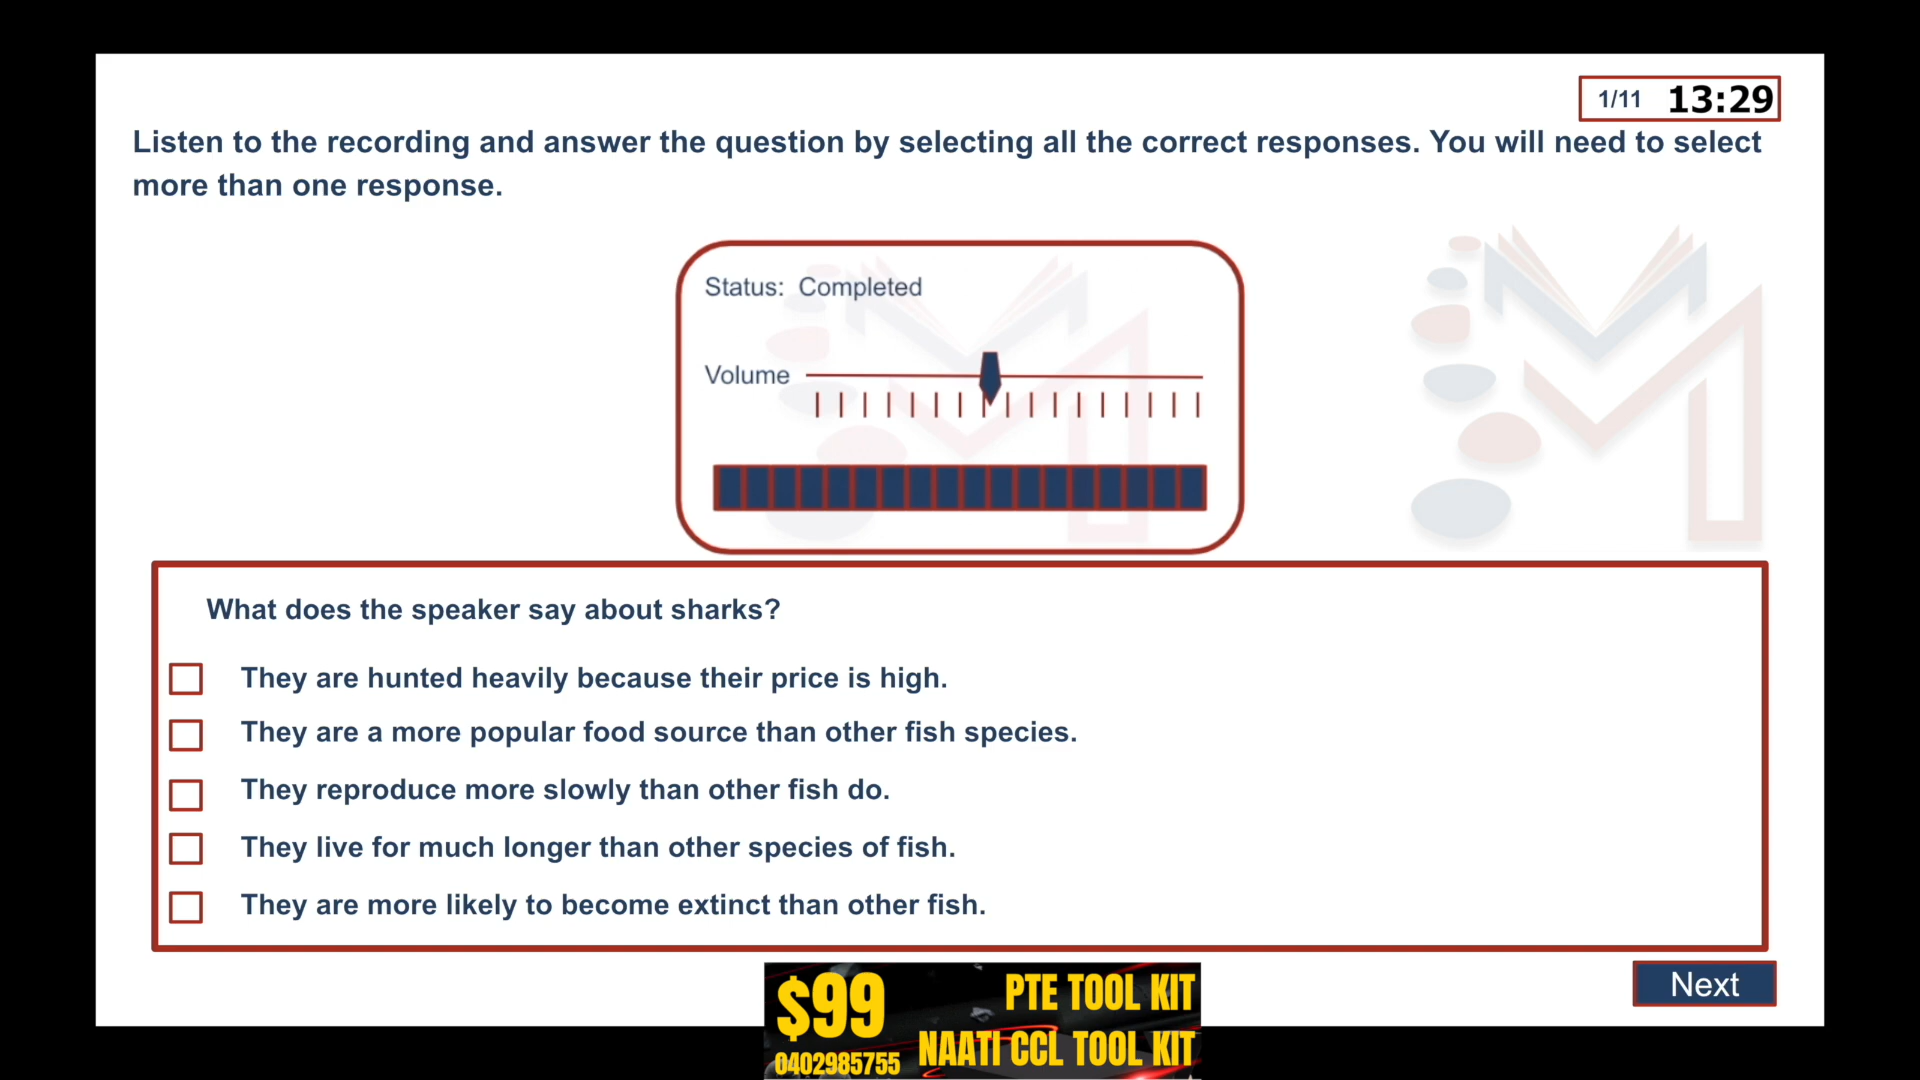 1/11 13:29
Listen to the recording and answer the question by selecting all the correct responses. You will need to select
more than one response.
Status: Completed
Volume
What does the speaker say about sharks?
They are hunted heavily because their price is high.
They are a more popular food source than other fish species.
They reproduce more slowly than other fish do.
They live for much longer than other species of fish.
They are more likely to become extinct than other fish.
Next
$99 PTE TOOL KIT
0402985755 NAATI CCL TOOL KIT